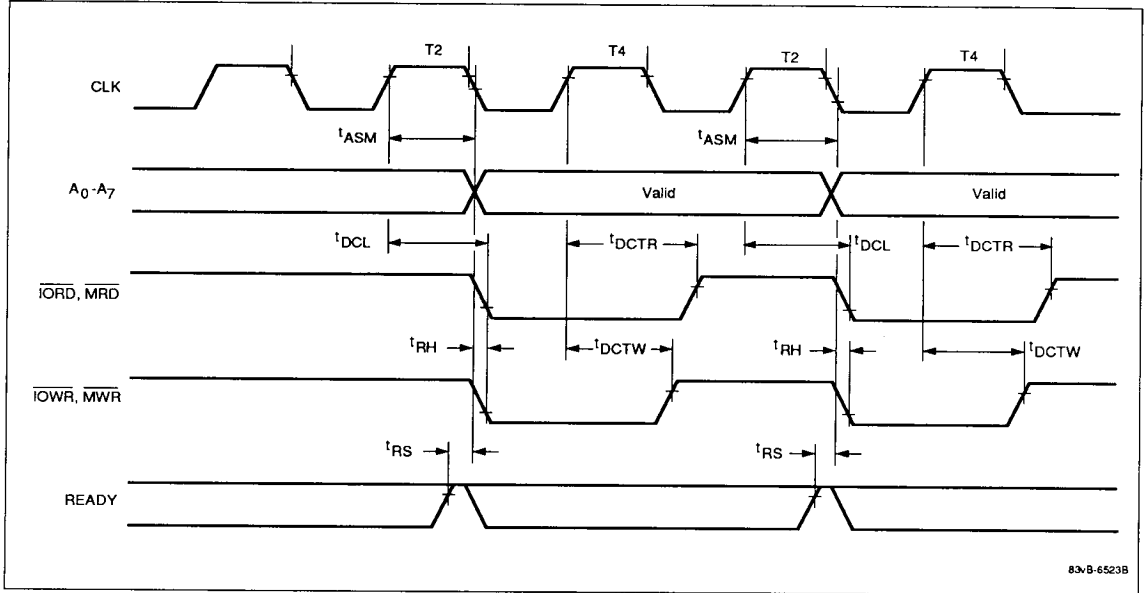 T2 T4 T2 T4
CLK
tASM tASM
A0-A7 Valid Valid
tDCL tDCTR tDCL tDCTR
IORD, MRD
tRH tDCTW tRH tDCTW
IOWR, MWR
tRS tRS
READY
83vB-6523B